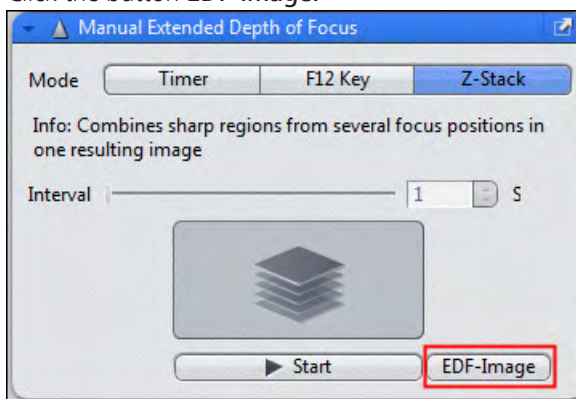 Click the button EDF-Image.
Manual Extended Depth of Focus
Mode Timer F12 Key Z-Stack
Info: Combines sharp regions from several focus positions in
one resulting image
Interval 1 S
Start EDF-Image